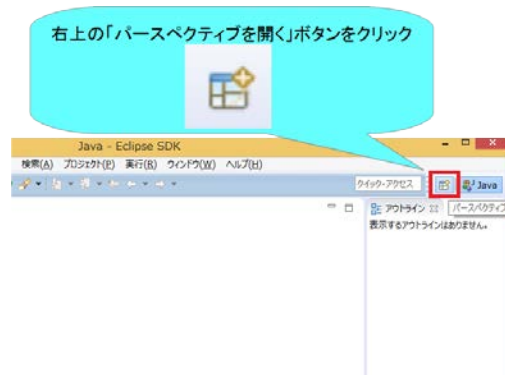 右上の「パースペクティブを開く」ボタンをクリック
Java - Eclipse SDK
検索(A) プロジェクト(P) 実行(R) ウィンドウ(W) ヘルプ(H)
クイック・アクセス Java
アウトライン パースペクティブ
表示するアウトラインはありません。